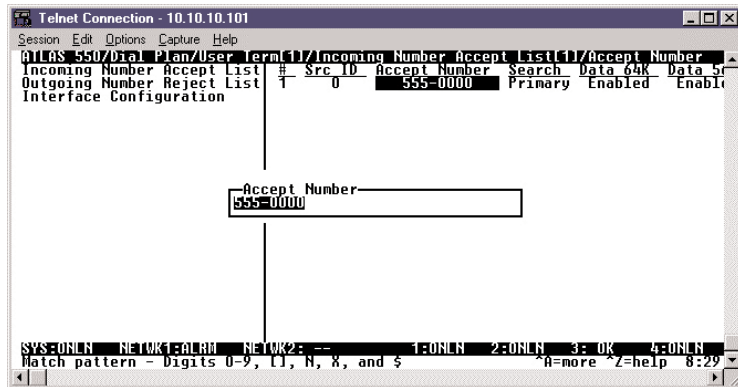 Telnet Connection - 10.10.10.101
Session Edit Options Capture Help
ATLAS 550/Dial Plan/User Term[1]/Incoming Number Accept List[1]/Accept Number
Incoming Number Accept List # Src ID Accept Number Search Data 64K Data 5
Outgoing Number Reject List 1 0 555-0000 Primary Enabled Enable
Interface Configuration
Accept Number
555-0000
SYS:ONLN NETWK1:ALRM NETWK2: -- 1:ONLN 2:ONLN 3: OK 4:ONLN
Match pattern - Digits 0-9, [], N, X, and $ ^A=more ^Z=help 8:29